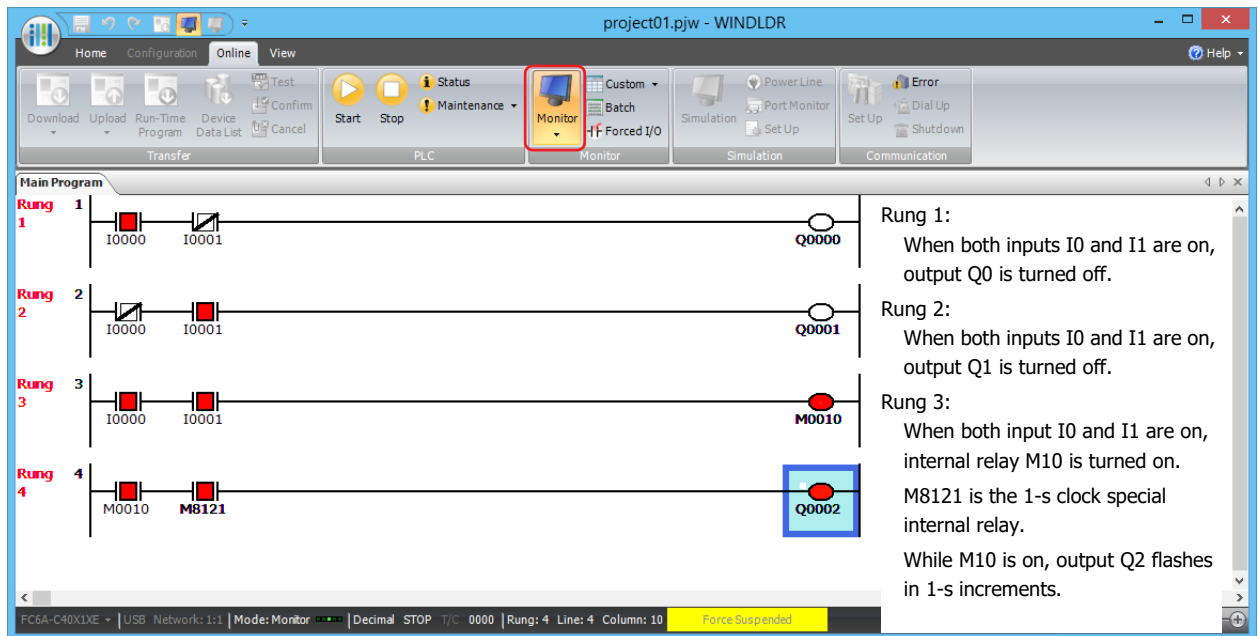 project01.pjw - WINDLDR
Home Configuration Online View
Help
Download
Upload
Run-Time Program
Device Data List
Test
Confirm
Cancel
Transfer
Start
Stop
Status
Maintenance
PLC
Monitor
Custom
Batch
Forced I/O
Monitor
Simulation
Power Line
Port Monitor
Set Up
Simulation
Set Up
Error
Dial Up
Shutdown
Communication
Main Program
Rung 1
1
I0000 I0001 Q0000
Rung 2
2
I0000 I0001 Q0001
Rung 3
3
I0000 I0001 M0010
Rung 4
4
M0010 M8121 Q0002
Rung 1:
When both inputs I0 and I1 are on,
output Q0 is turned off.
Rung 2:
When both inputs I0 and I1 are on,
output Q1 is turned off.
Rung 3:
When both input I0 and I1 are on,
internal relay M10 is turned on.
M8121 is the 1-s clock special
internal relay.
While M10 is on, output Q2 flashes
in 1-s increments.
FC6A-C40X1XE USB Network: 1:1 Mode: Monitor Decimal STOP T/C 0000 Rung: 4 Line: 4 Column: 10 Force Suspended